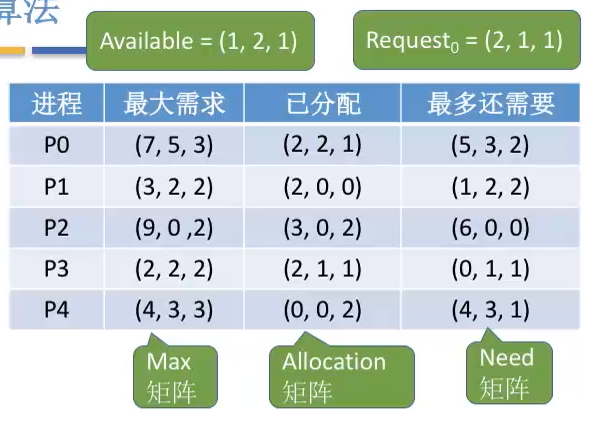 算法
Available = (1, 2, 1)
Request₀ = (2, 1, 1)
进程 最大需求 已分配 最多还需要
P0 (7, 5, 3) (2, 2, 1) (5, 3, 2)
P1 (3, 2, 2) (2, 0, 0) (1, 2, 2)
P2 (9, 0 ,2) (3, 0, 2) (6, 0, 0)
P3 (2, 2, 2) (2, 1, 1) (0, 1, 1)
P4 (4, 3, 3) (0, 0, 2) (4, 3, 1)
Max
矩阵
Allocation
矩阵
Need
矩阵